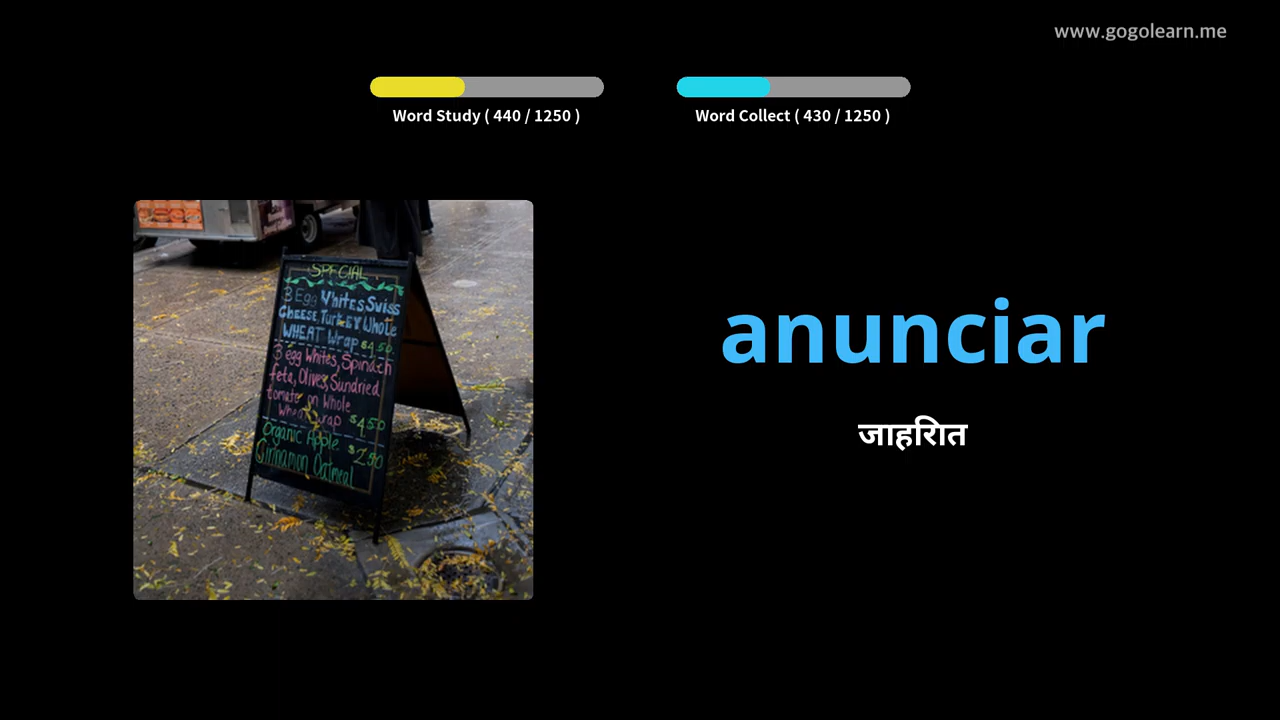 www.gogolearn.me
Word Study ( 440 / 1250 )
Word Collect ( 430 / 1250 )
SPECIAL
3 Egg Whites, Swiss
Cheese, Turkey Whole
WHEAT Wrap $4.50
3 egg Whites, Spinach
feta, Olives, Sundried
tomato on Whole
Wheat Wrap $4.50
Organic Apple
Cinnamon Oatmeal $2.50
anunciar
जाहिरात